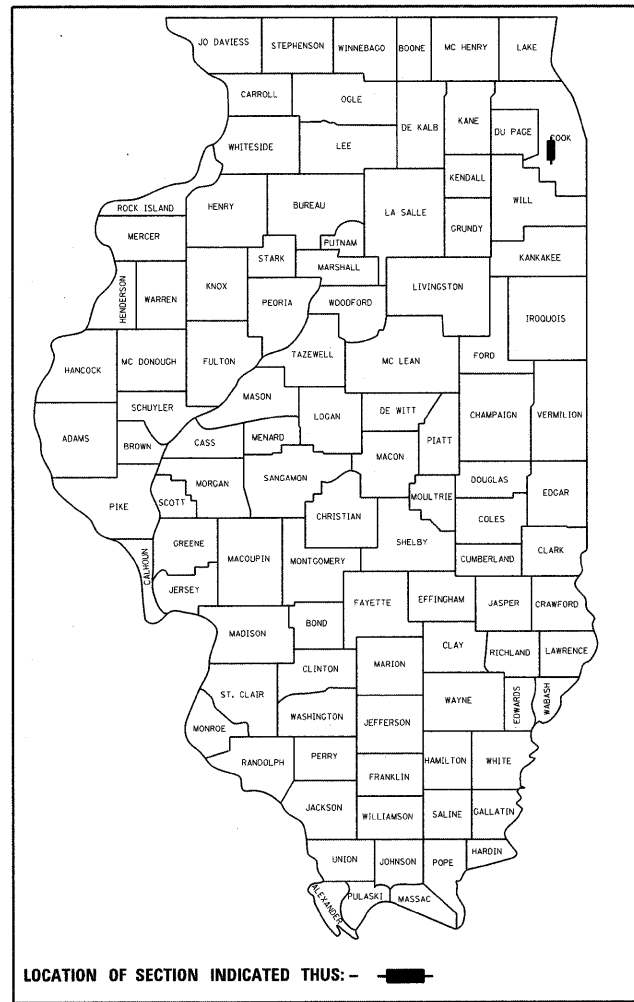 JO DAVIESS STEPHENSON WINNEBAGO BOONE MC HENRY LAKE
CARROLL OGLE
DE KALB KANE DU PAGE COOK
WHITESIDE LEE
KENDALL
WILL
ROCK ISLAND HENRY BUREAU LA SALLE
GRUNDY
MERCER PUTNAM
STARK MARSHALL KANKAKEE
HENDERSON WARREN KNOX PEORIA WOODFORD LIVINGSTON
IROQUOIS
TAZEWELL MC LEAN FORD
HANCOCK MC DONOUGH FULTON
MASON
SCHUYLER LOGAN DE WITT CHAMPAIGN VERMILION
ADAMS BROWN CASS MENARD PIATT
MACON
SANGAMON DOUGLAS
MORGAN MOULTRIE EDGAR
PIKE SCOTT CHRISTIAN COLES
GREENE SHELBY
CALHOUN MACOUPIN MONTGOMERY CUMBERLAND CLARK
JERSEY FAYETTE EFFINGHAM JASPER CRAWFORD
MADISON BOND
CLAY RICHLAND LAWRENCE
CLINTON MARION
ST. CLAIR WAYNE EDWARDS WABASH
WASHINGTON JEFFERSON
MONROE
RANDOLPH PERRY HAMILTON WHITE
FRANKLIN
JACKSON WILLIAMSON SALINE GALLATIN
UNION JOHNSON POPE HARDIN
ALEXANDER PULASKI MASSAC
LOCATION OF SECTION INDICATED THUS: -